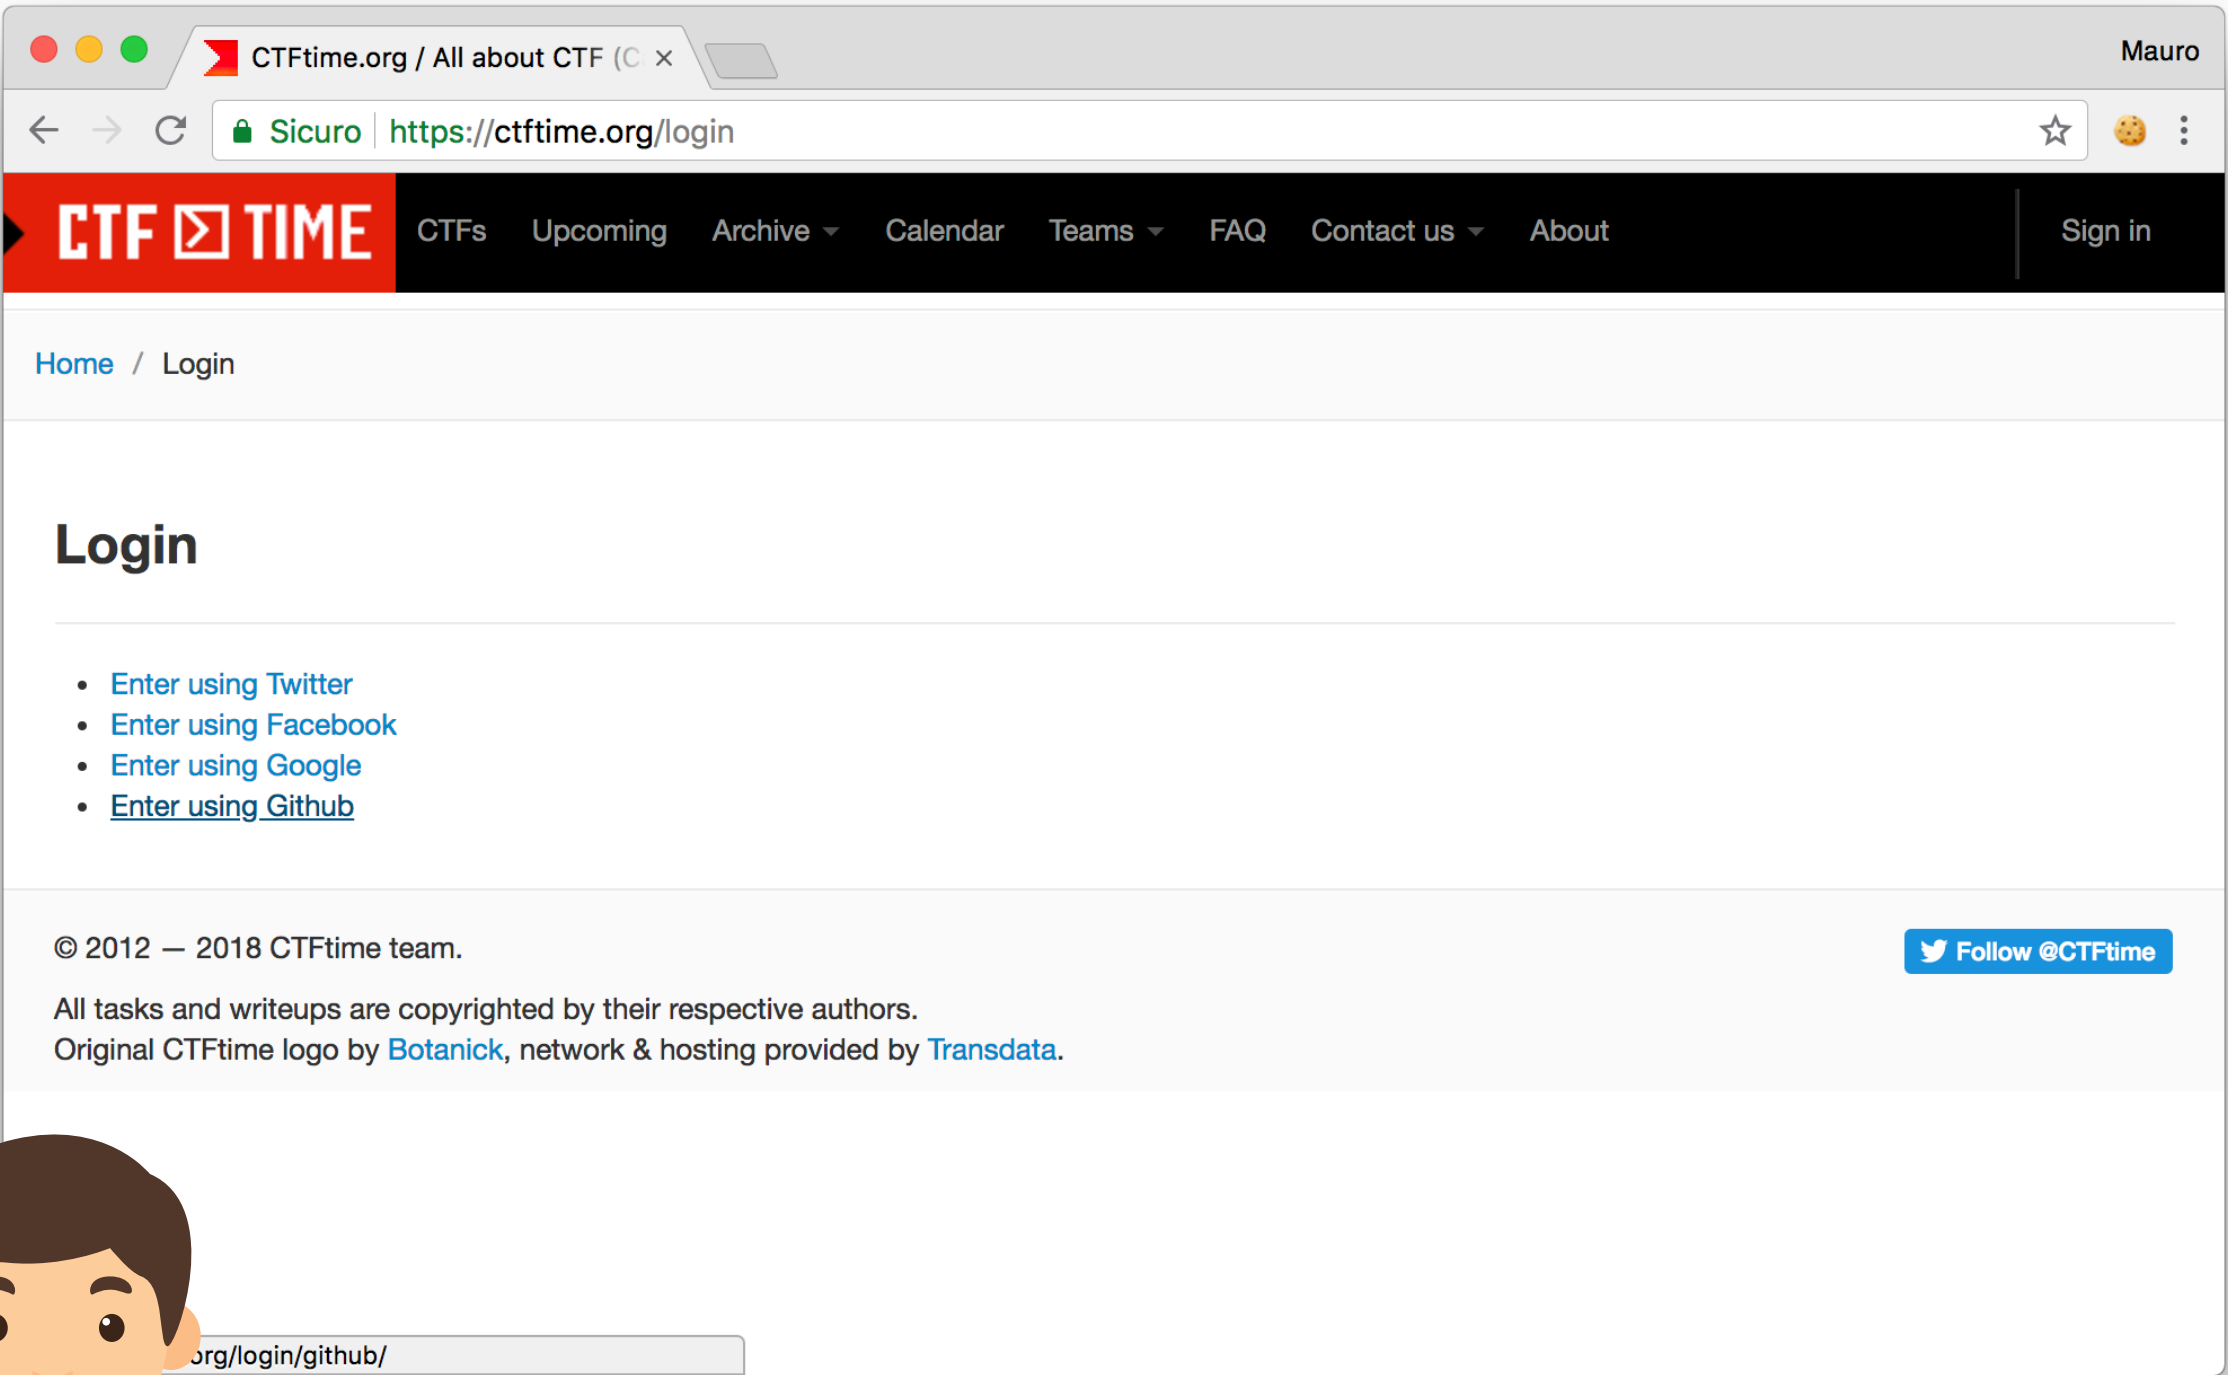 CTFtime.org / All about CTF (C
Mauro
Sicuro https://ctftime.org/login
CTF TIME CTFs Upcoming Archive Calendar Teams FAQ Contact us About Sign in
Home / Login
Login
Enter using Twitter
Enter using Facebook
Enter using Google
Enter using Github
© 2012 — 2018 CTFtime team.
Follow @CTFtime
All tasks and writeups are copyrighted by their respective authors.
Original CTFtime logo by Botanick, network & hosting provided by Transdata.
org/login/github/